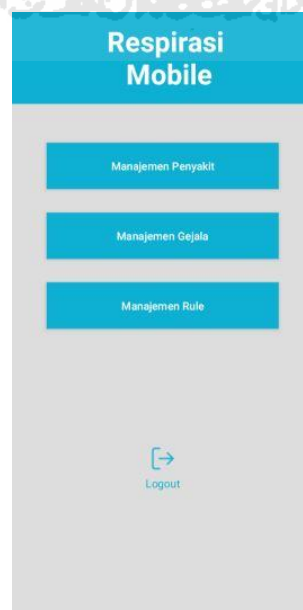 Respirasi
Mobile
Manajemen Penyakit
Manajemen Gejala
Manajemen Rule
Logout